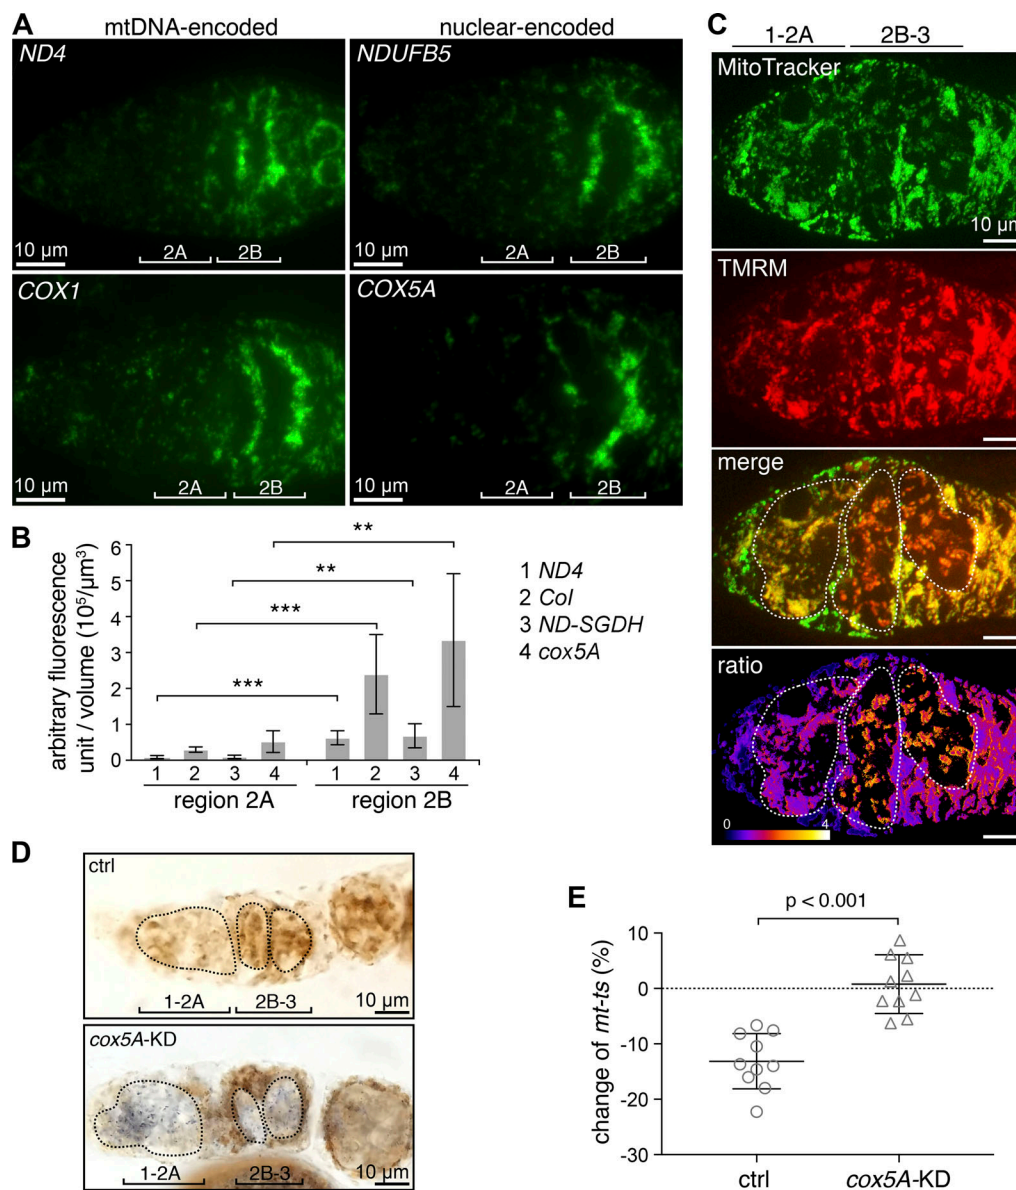 A
mtDNA-encoded
nuclear-encoded
ND4
10 µm
2A
2B
NDUFB5
10 µm
2A
2B
COX1
10 µm
2A
2B
COX5A
10 µm
2A
2B
B
arbitrary fluorescence
unit / volume (10⁵/µm³)
6
5
4
3
2
1
0
**
**
***
***
1 2 3 4
1 2 3 4
region 2A
region 2B
1 ND4
2 CoI
3 ND-SGDH
4 cox5A
C
1-2A
2B-3
MitoTracker
10 µm
TMRM
merge
ratio
0
4
D
ctrl
1-2A
2B-3
10 µm
cox5A-KD
1-2A
2B-3
10 µm
E
p < 0.001
change of mt-ts (%)
10
0
-10
-20
-30
ctrl
cox5A-KD